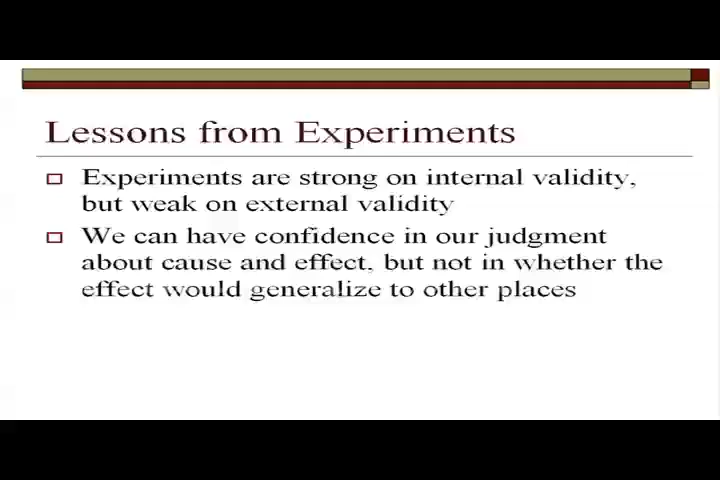 Lessons from Experiments
Experiments are strong on internal validity,
but weak on external validity
We can have confidence in our judgment
about cause and effect, but not in whether the
effect would generalize to other places